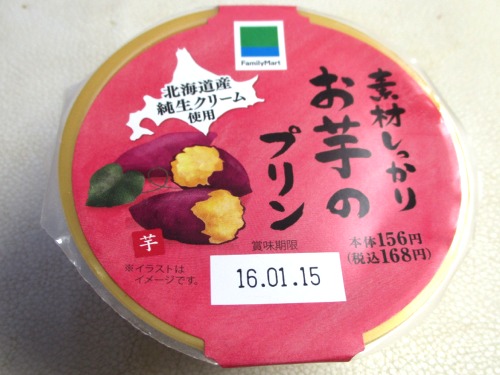 FamilyMart
北海道産
純生クリーム
使用
素材しっかり
お芋の
プリン
芋
※イラストは
イメージです。
賞味期限
16.01.15
本体156円
(税込168円)